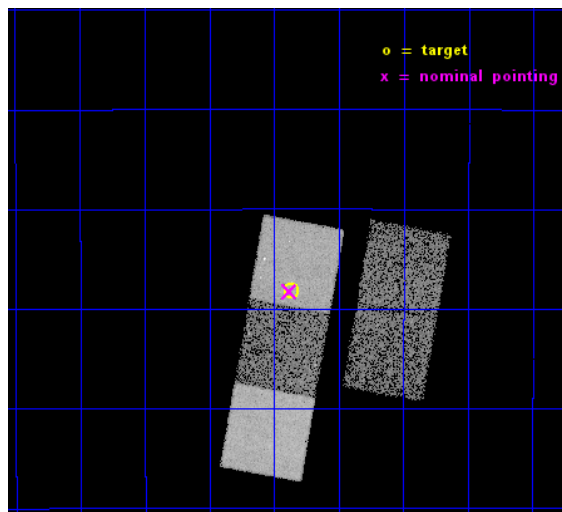 o = target
x = nominal pointing